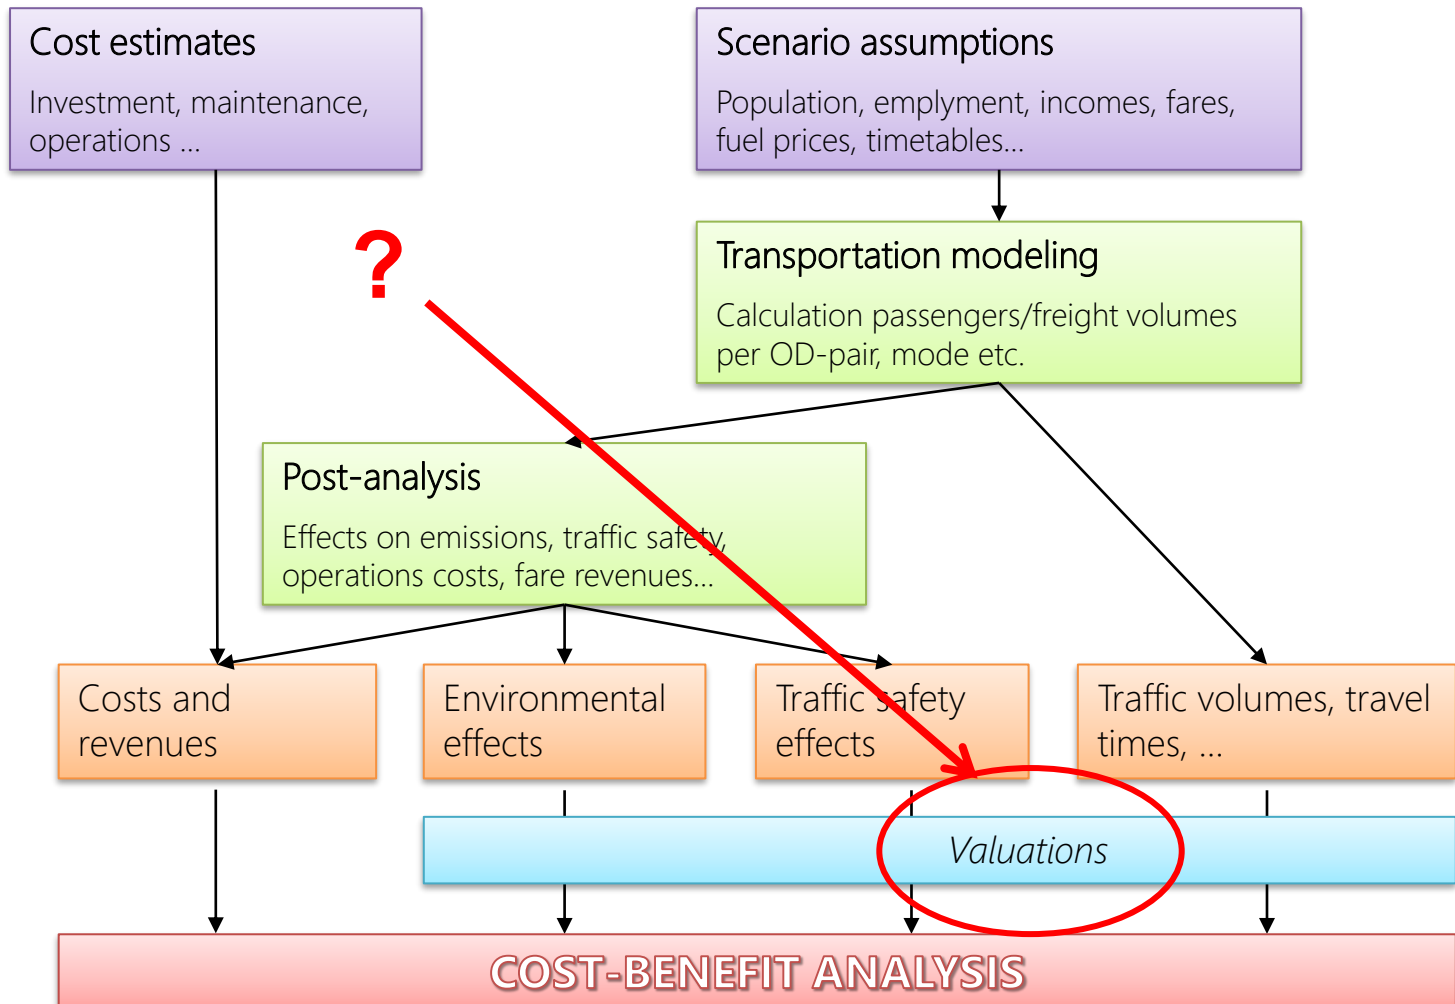 Cost estimates
Investment, maintenance,
operations ...
Scenario assumptions
Population, emplyment, incomes, fares,
fuel prices, timetables...
?
Transportation modeling
Calculation passengers/freight volumes
per OD-pair, mode etc.
Post-analysis
Effects on emissions, traffic safety,
operations costs, fare revenues...
Costs and
revenues
Environmental
effects
Traffic safety
effects
Traffic volumes, travel
times, ...
Valuations
COST-BENEFIT ANALYSIS